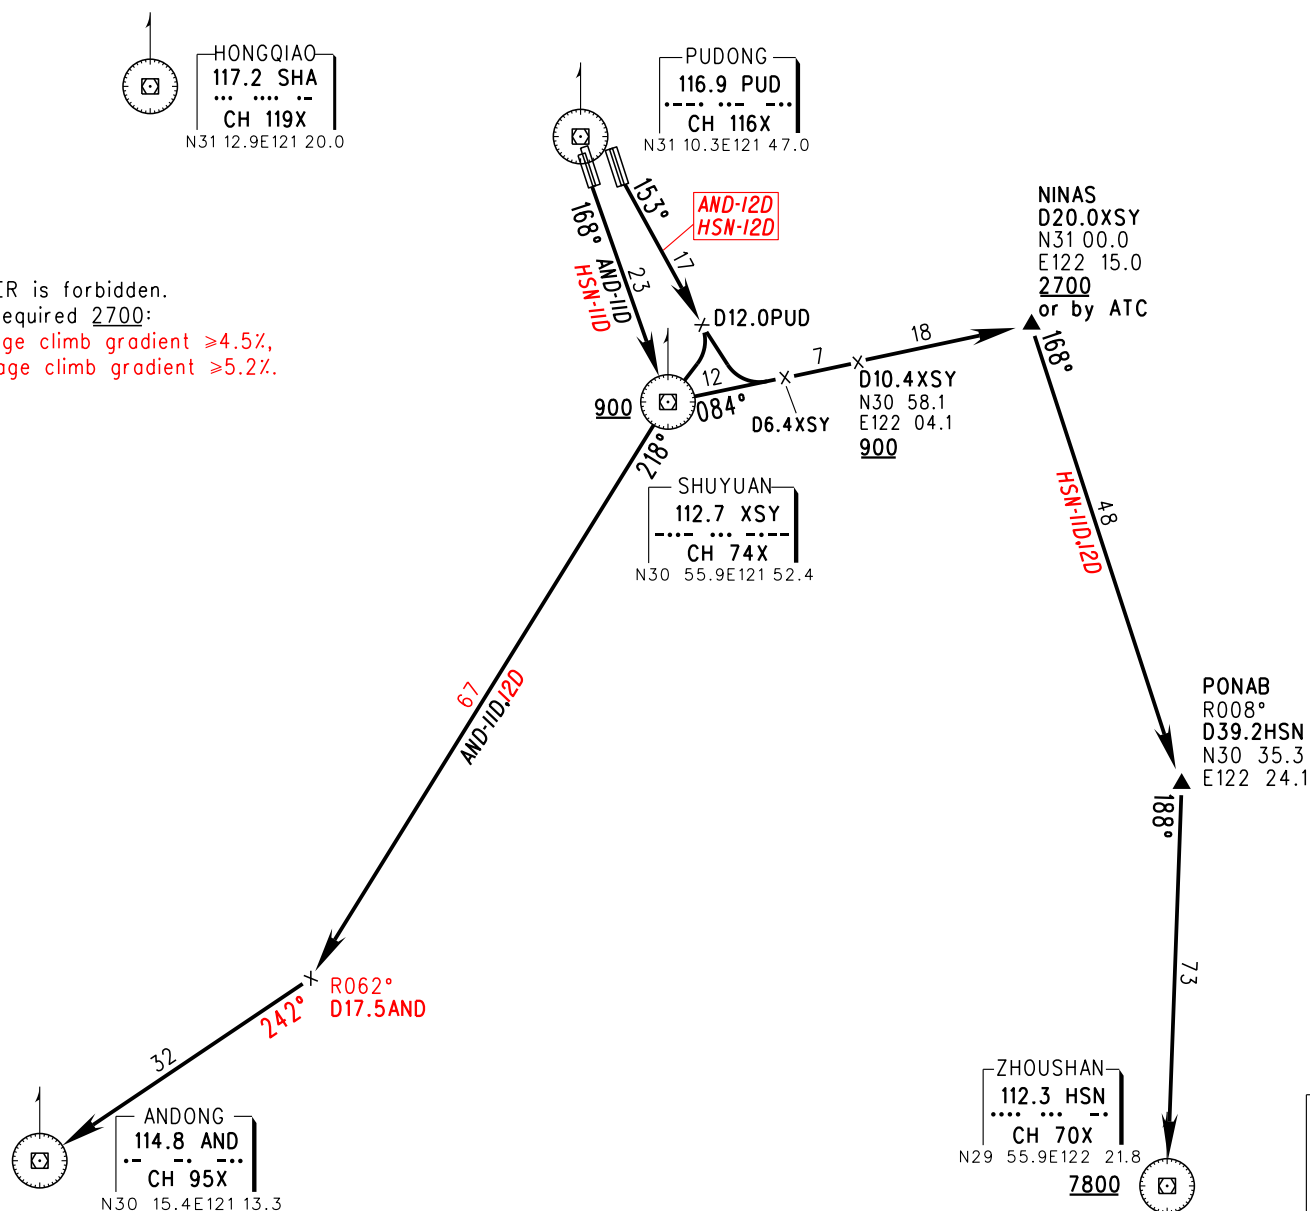 HONGQIAO
117.2 SHA
CH 119X
N31 12.9E121 20.0
PUDONG
116.9 PUD
CH 116X
N31 10.3E121 47.0
153°
168°
AND-12D
HSN-12D
17
23
AND-11D
HSN-11D
NINAS
D20.0XSY
N31 00.0
E122 15.0
2700
or by ATC
ER is forbidden.
equired 2700:
ge climb gradient ≥4.5%,
age climb gradient ≥5.2%.
D12.0PUD
18
7
12
168°
900
084°
D6.4XSY
D10.4XSY
N30 58.1
E122 04.1
900
218°
SHUYUAN
112.7 XSY
CH 74X
N30 55.9E121 52.4
48
HSN-11D,12D
67
AND-11D,12D
PONAB
R008°
D39.2HSN
N30 35.3
E122 24.1
188°
73
R062°
D17.5AND
242°
32
ANDONG
114.8 AND
CH 95X
N30 15.4E121 13.3
ZHOUSHAN
112.3 HSN
CH 70X
N29 55.9E122 21.8
7800